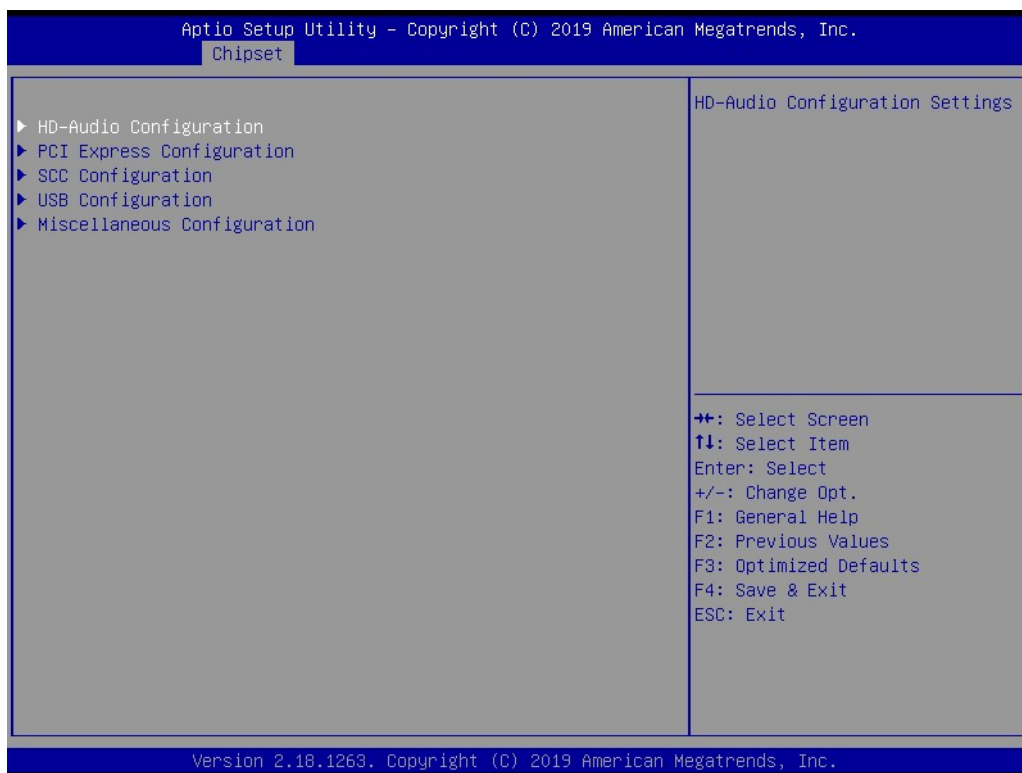 Aptio Setup Utility – Copyright (C) 2019 American Megatrends, Inc.
Chipset
▶ HD-Audio Configuration
▶ PCI Express Configuration
▶ SCC Configuration
▶ USB Configuration
▶ Miscellaneous Configuration
HD-Audio Configuration Settings
→←: Select Screen
↑↓: Select Item
Enter: Select
+/-: Change Opt.
F1: General Help
F2: Previous Values
F3: Optimized Defaults
F4: Save & Exit
ESC: Exit
Version 2.18.1263. Copyright (C) 2019 American Megatrends, Inc.